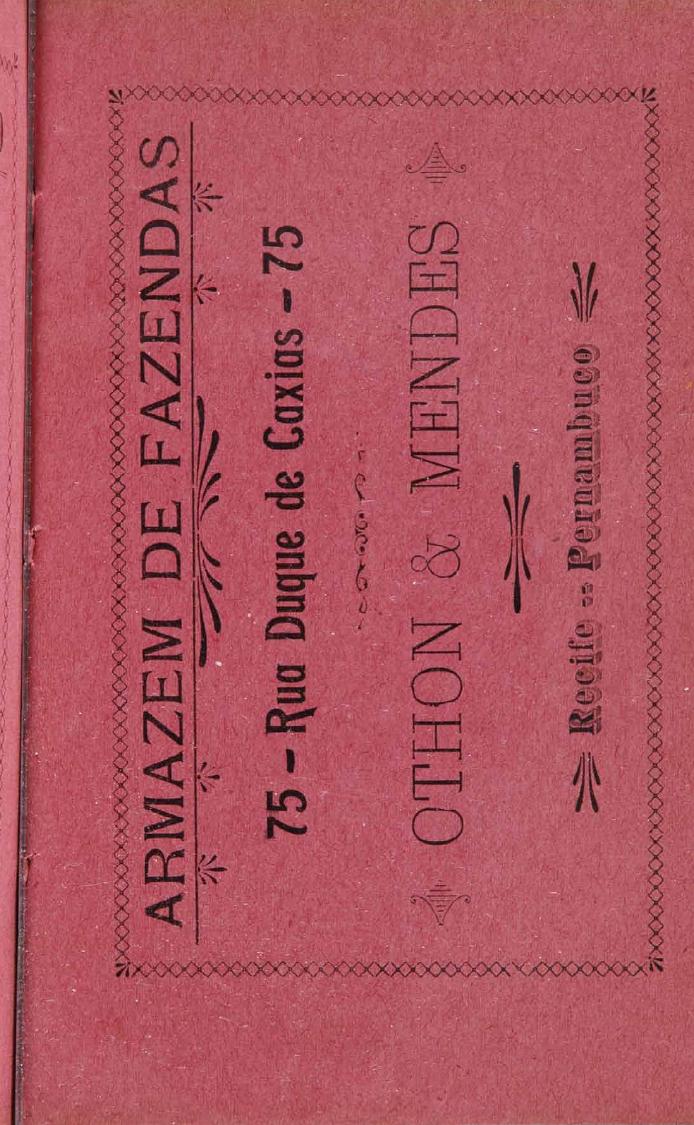 ARMAZEM DE FAZENDAS
75 - Rua Duque de Caxias - 75
OTHON & MENDES
Recife -- Pernambuco